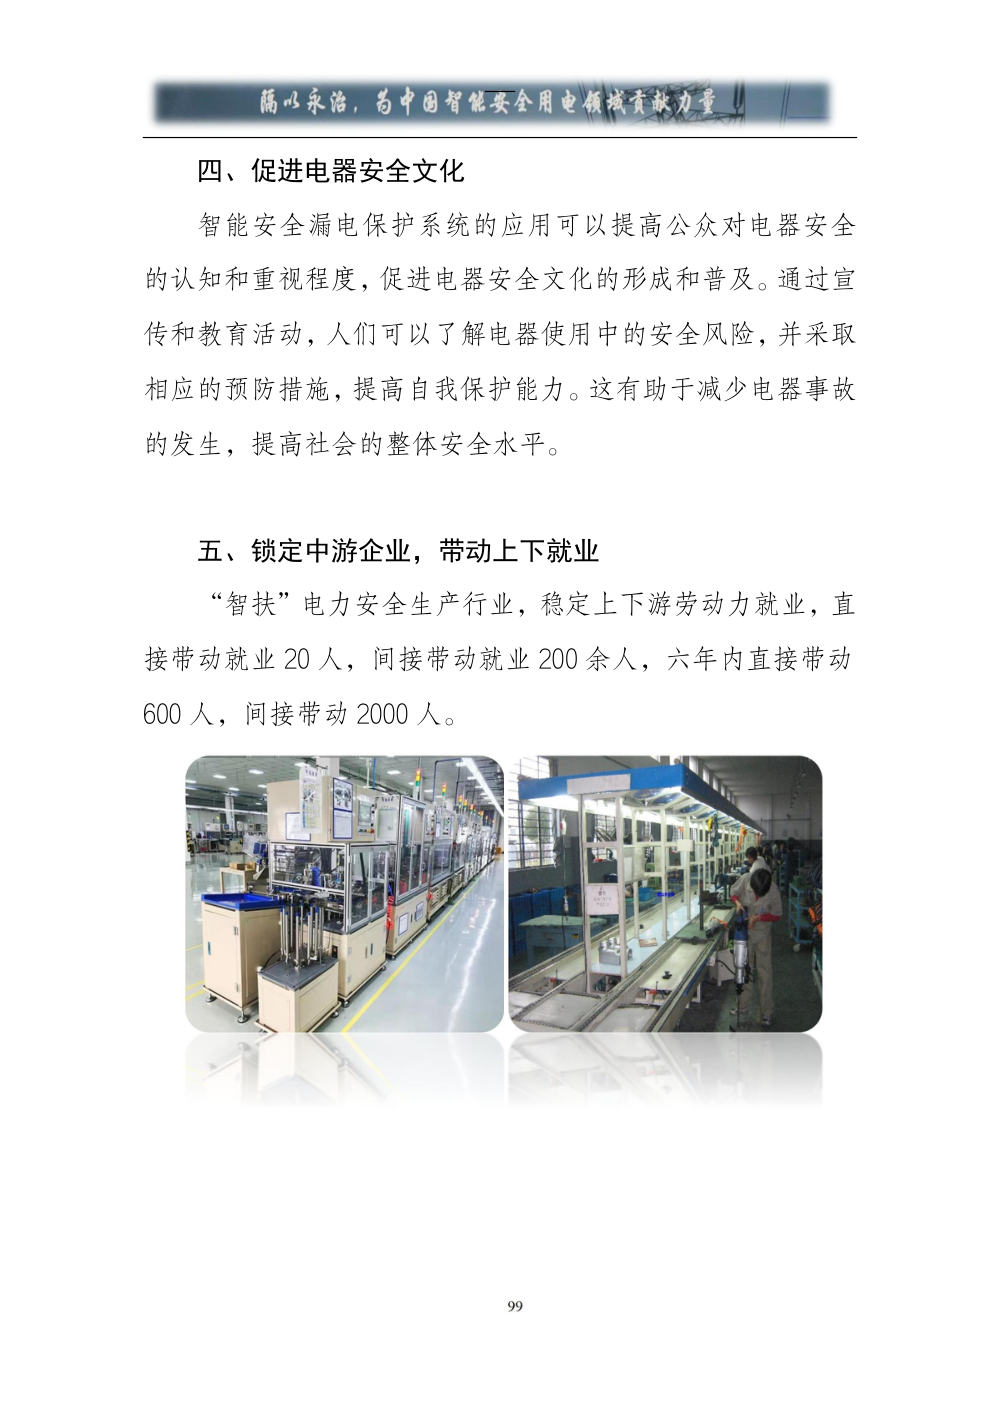 隔以永治，为中国智能安全用电领域贡献力量
四、促进电器安全文化
智能安全漏电保护系统的应用可以提高公众对电器安全
的认知和重视程度，促进电器安全文化的形成和普及。通过宣
传和教育活动，人们可以了解电器使用中的安全风险，并采取
相应的预防措施，提高自我保护能力。这有助于减少电器事故
的发生，提高社会的整体安全水平。
五、锁定中游企业，带动上下就业
“智扶”电力安全生产行业，稳定上下游劳动力就业，直
接带动就业 20 人，间接带动就业 200 余人，六年内直接带动
600 人，间接带动 2000 人。
99